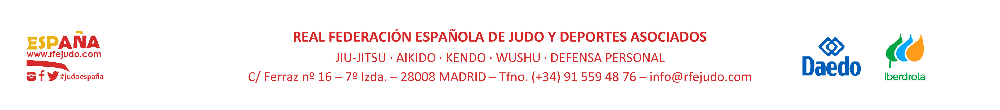 ESPAÑA
www.rfejudo.com
#judoespaña
REAL FEDERACIÓN ESPAÑOLA DE JUDO Y DEPORTES ASOCIADOS
JIU-JITSU · AIKIDO · KENDO · WUSHU · DEFENSA PERSONAL
C/ Ferraz nº 16 – 7º Izda. – 28008 MADRID – Tfno. (+34) 91 559 48 76 – info@rfejudo.com
Daedo
Iberdrola